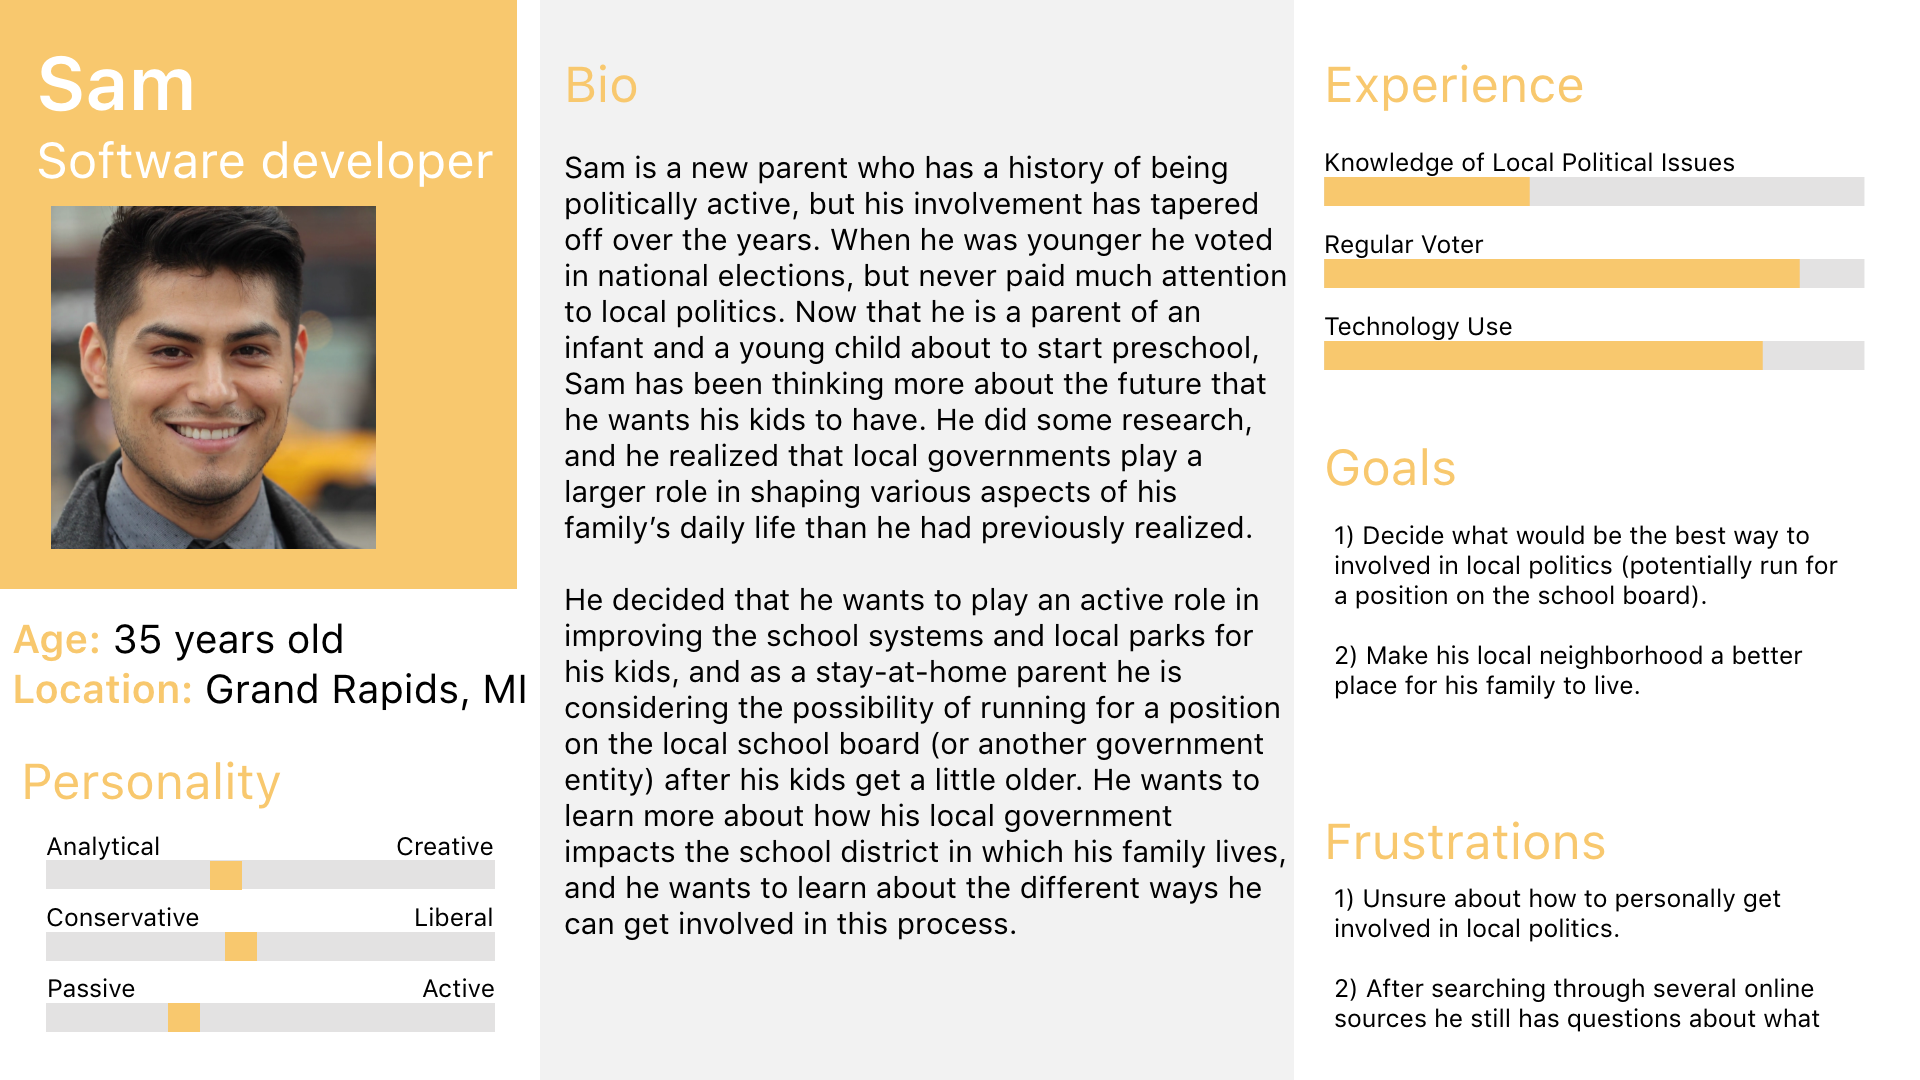 Sam
Software developer
Age: 35 years old
Location: Grand Rapids, MI
Personality
Analytical Creative
Conservative Liberal
Passive Active
Bio
Sam is a new parent who has a history of being
politically active, but his involvement has tapered
off over the years. When he was younger he voted
in national elections, but never paid much attention
to local politics. Now that he is a parent of an
infant and a young child about to start preschool,
Sam has been thinking more about the future that
he wants his kids to have. He did some research,
and he realized that local governments play a
larger role in shaping various aspects of his
family’s daily life than he had previously realized.
He decided that he wants to play an active role in
improving the school systems and local parks for
his kids, and as a stay-at-home parent he is
considering the possibility of running for a position
on the local school board (or another government
entity) after his kids get a little older. He wants to
learn more about how his local government
impacts the school district in which his family lives,
and he wants to learn about the different ways he
can get involved in this process.
Experience
Knowledge of Local Political Issues
Regular Voter
Technology Use
Goals
1) Decide what would be the best way to
involved in local politics (potentially run for
a position on the school board).
2) Make his local neighborhood a better
place for his family to live.
Frustrations
1) Unsure about how to personally get
involved in local politics.
2) After searching through several online
sources he still has questions about what